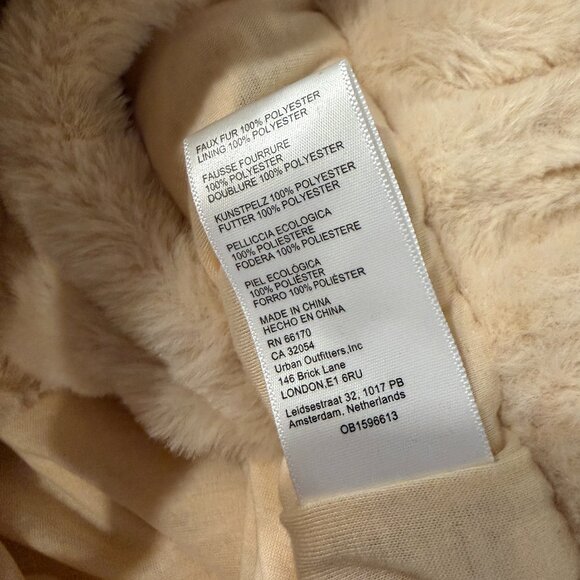 FAUX FUR 100% POLYESTER
LINING 100% POLYESTER
FAUSSE FOURRURE
100% POLYESTER
DOUBLURE 100% POLYESTER
KUNSTPELZ 100% POLYESTER
FUTTER 100% POLYESTER
PELLICCIA ECOLOGICA
100% POLIESTERE
FODERA 100% POLIESTERE
PIEL ECOLÓGICA
100% POLIÉSTER
FORRO 100% POLIÉSTER
MADE IN CHINA
HECHO EN CHINA
RN 66170
CA 32054
Urban Outfitters,Inc
146 Brick Lane
LONDON.E1 6RU
Leidsestraat 32, 1017 PB
Amsterdam, Netherlands
OB1596613